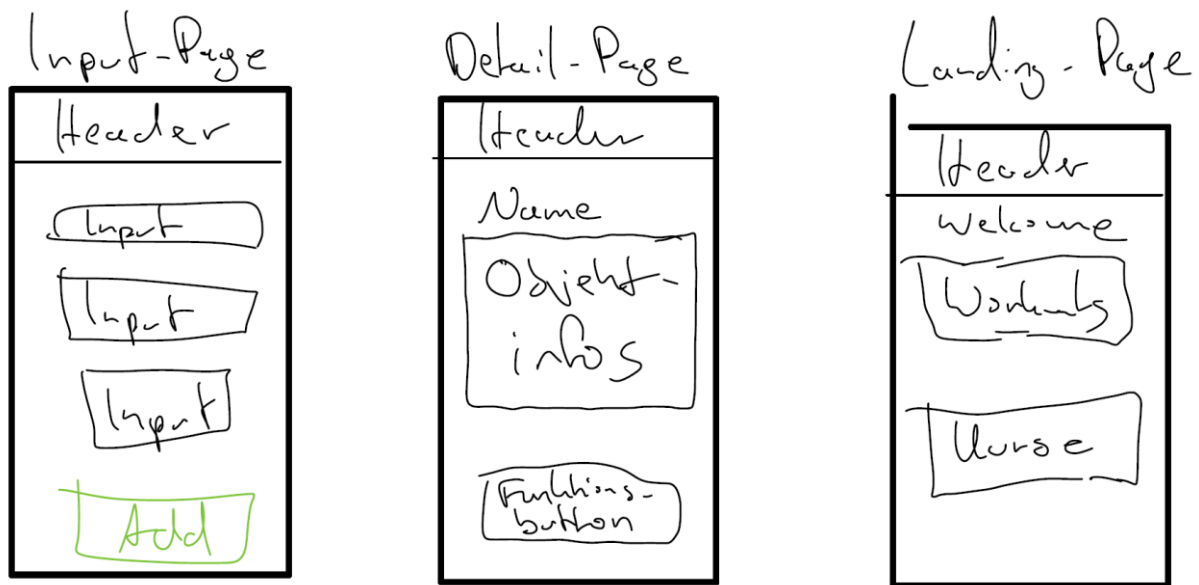 Input-Page
Header
Input
Input
Input
Add
Detail-Page
Header
Name
Objekt-
infos
Funktions-
button
Landing-Page
Header
Welcome
Workouts
Kurse